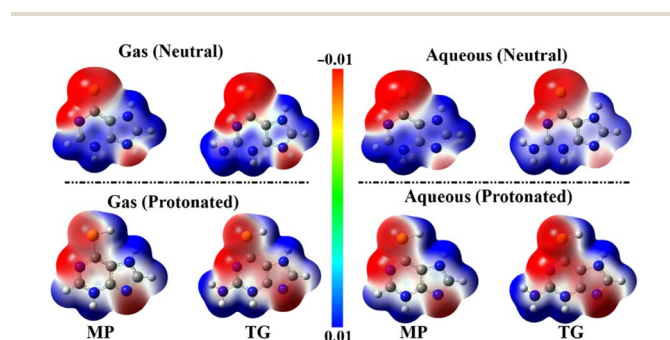 Gas (Neutral)
−0.01
Aqueous (Neutral)
Gas (Protonated)
Aqueous (Protonated)
MP
TG
0.01
MP
TG